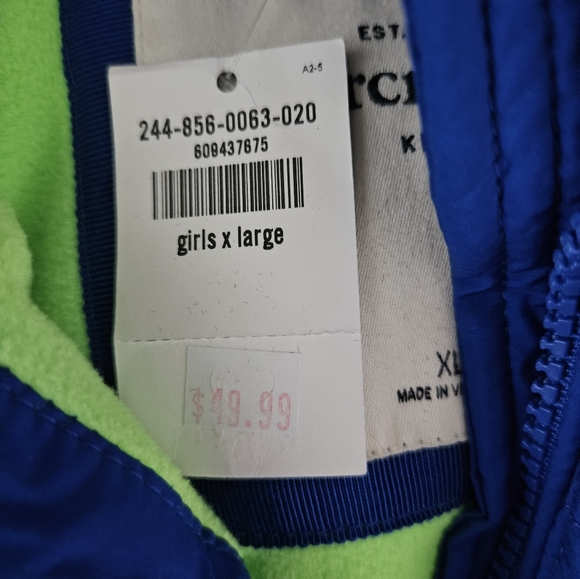 EST.
A2-5
244-856-0063-020
609437675
girls x large
$49.99
XL
MADE IN